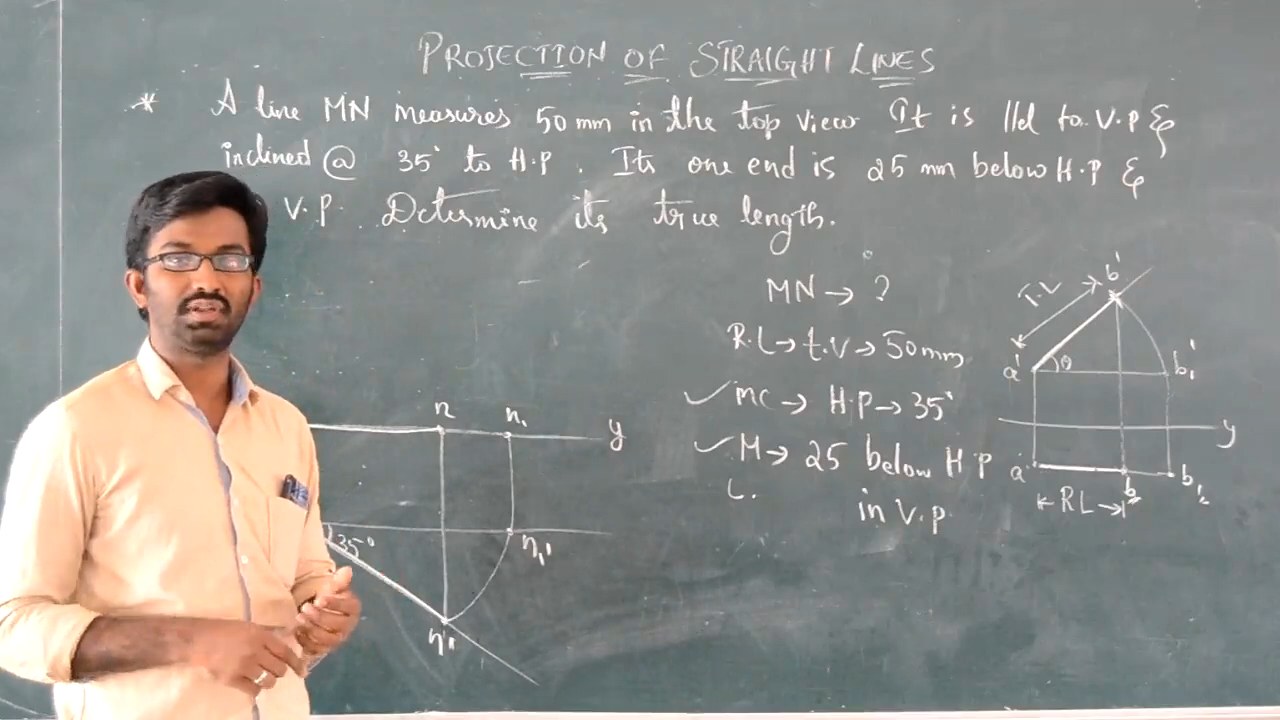 PROJECTION OF STRAIGHT LINES
* A line MN measures 50 mm in the top view It is lld to V.P &
inclined @ 35° to H.P. Its one end is 25 mm below H.P &
V.P. Determine its true length.
MN → ?
R.L → t.V → 50mm
✓ mc → H.P → 35°
✓ M → 25 below H.P
in V.P.
n n₁ y
35° n₁'
n'
b'
T.V
a' θ b₁'
y
a b b₁
RL